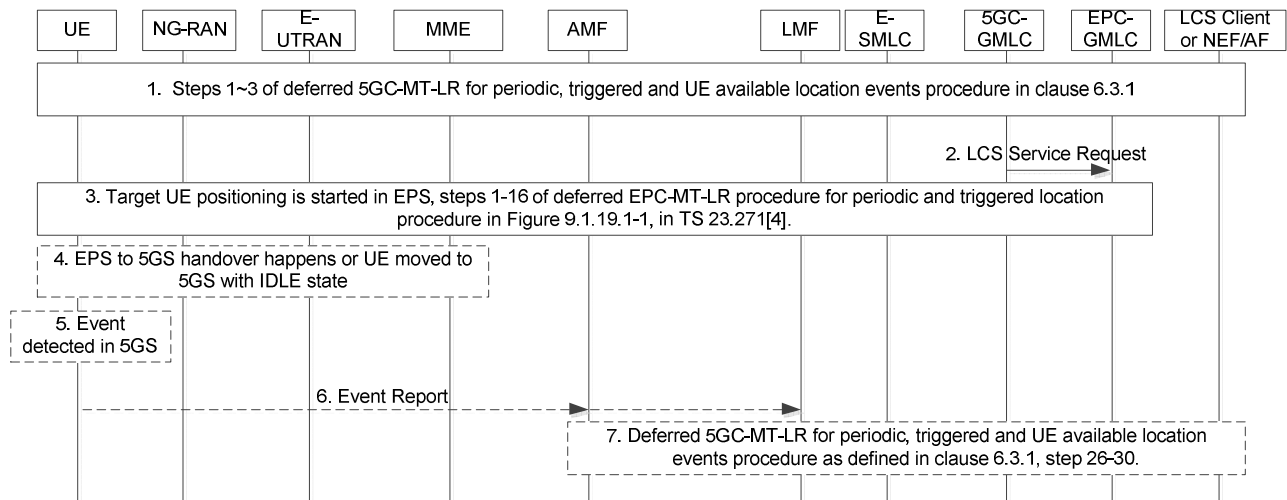 UE
NG-RAN
E-
UTRAN
MME
AMF
LMF
E-
SMLC
5GC-
GMLC
EPC-
GMLC
LCS Client
or NEF/AF
1. Steps 1~3 of deferred 5GC-MT-LR for periodic, triggered and UE available location events procedure in clause 6.3.1
2. LCS Service Request
3. Target UE positioning is started in EPS, steps 1-16 of deferred EPC-MT-LR procedure for periodic and triggered location
procedure in Figure 9.1.19.1-1, in TS 23.271[4].
4. EPS to 5GS handover happens or UE moved to
5GS with IDLE state
5. Event
detected in 5GS
6. Event Report
7. Deferred 5GC-MT-LR for periodic, triggered and UE available location
events procedure as defined in clause 6.3.1, step 26-30.